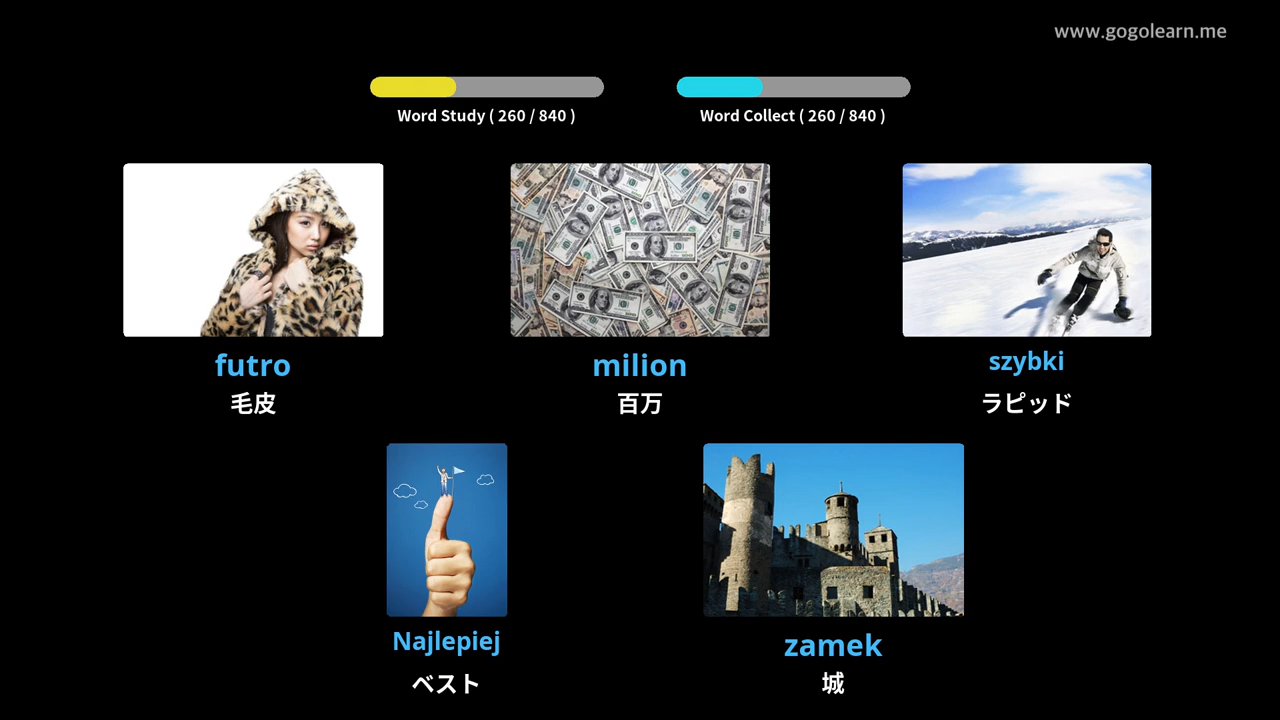 www.gogolearn.me
Word Study ( 260 / 840 )
Word Collect ( 260 / 840 )
futro
毛皮
milion
百万
szybki
ラピッド
Najlepiej
ベスト
zamek
城